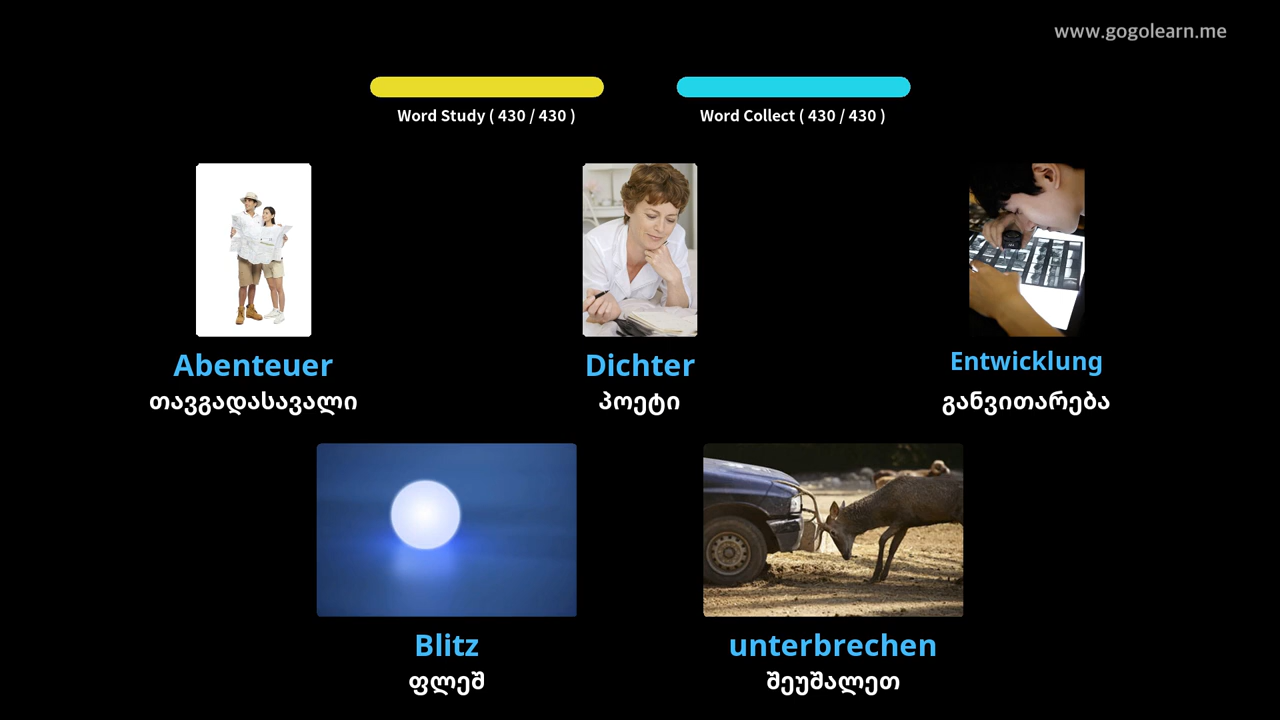 www.gogolearn.me
Word Study ( 430 / 430 )
Word Collect ( 430 / 430 )
Abenteuer
თავგადასავალი
Dichter
პოეტი
Entwicklung
განვითარება
Blitz
ფლეშ
unterbrechen
შეუშალეთ